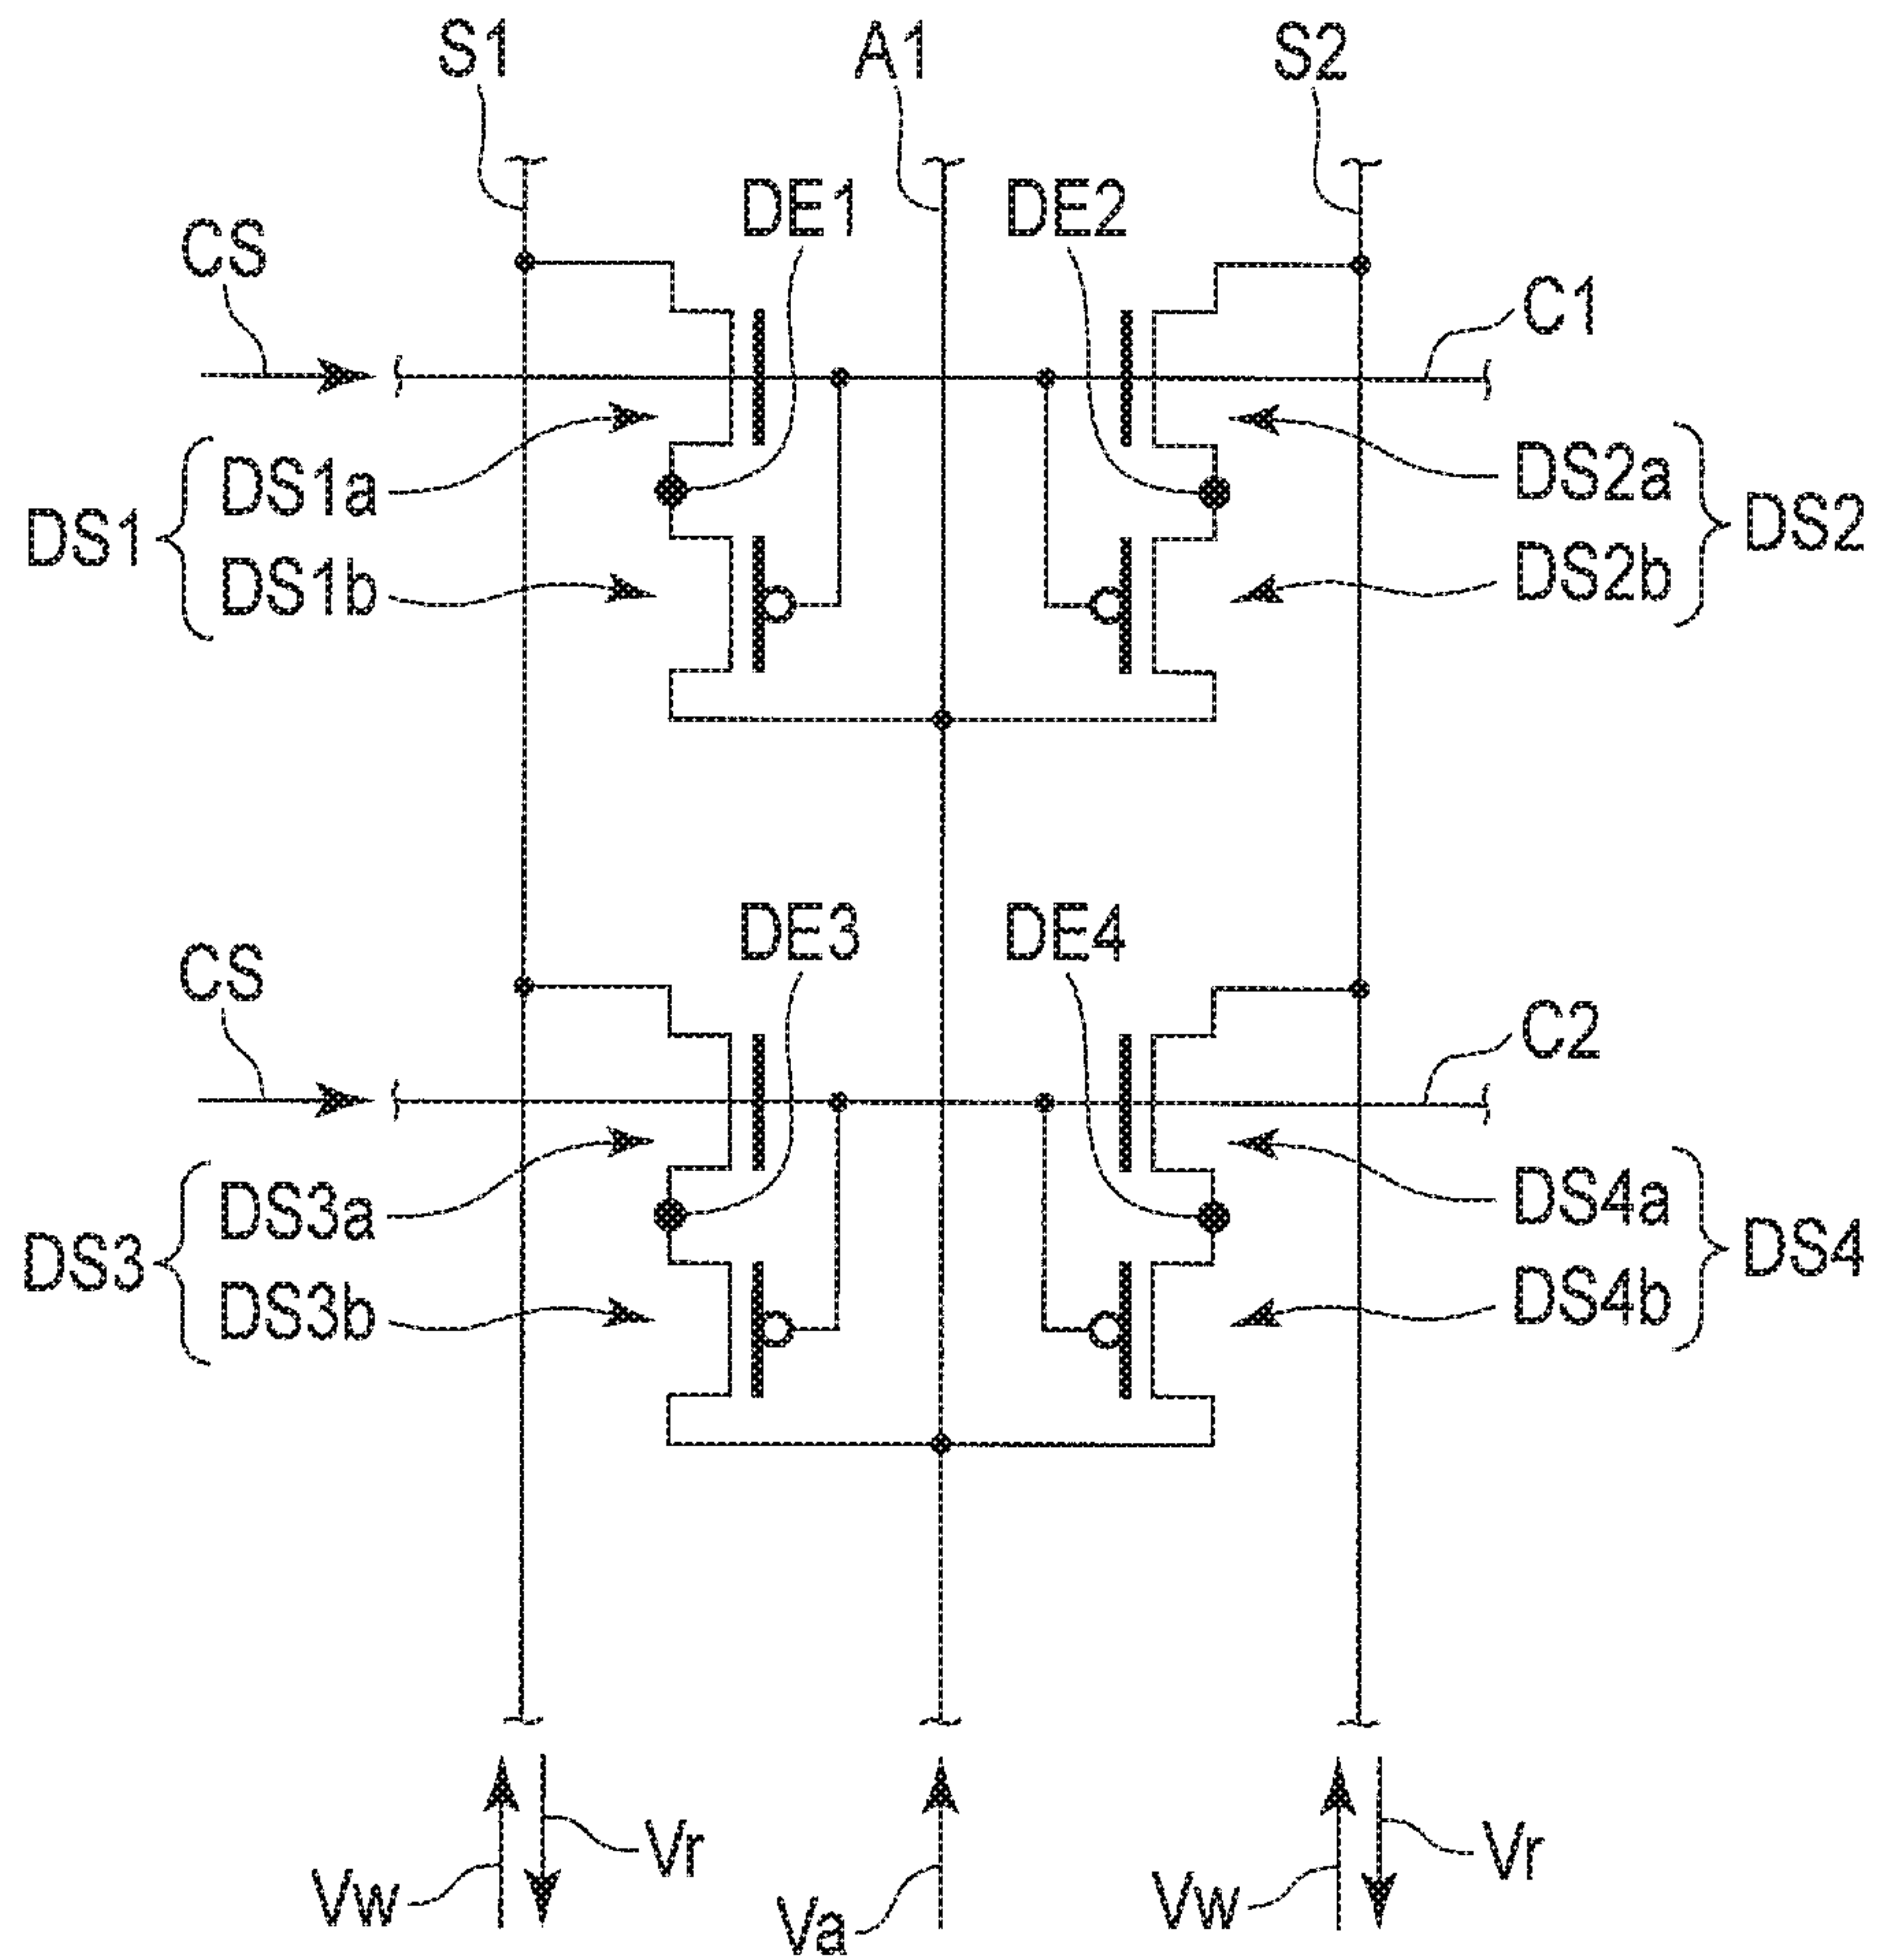 S1 A1 S2
DE1 DE2
CS
C1
DS1a DS2a
DS1 DS2
DS1b DS2b
DE3 DE4
CS
C2
DS3a DS4a
DS3 DS4
DS3b DS4b
Vr Vr
Vw Va Vw